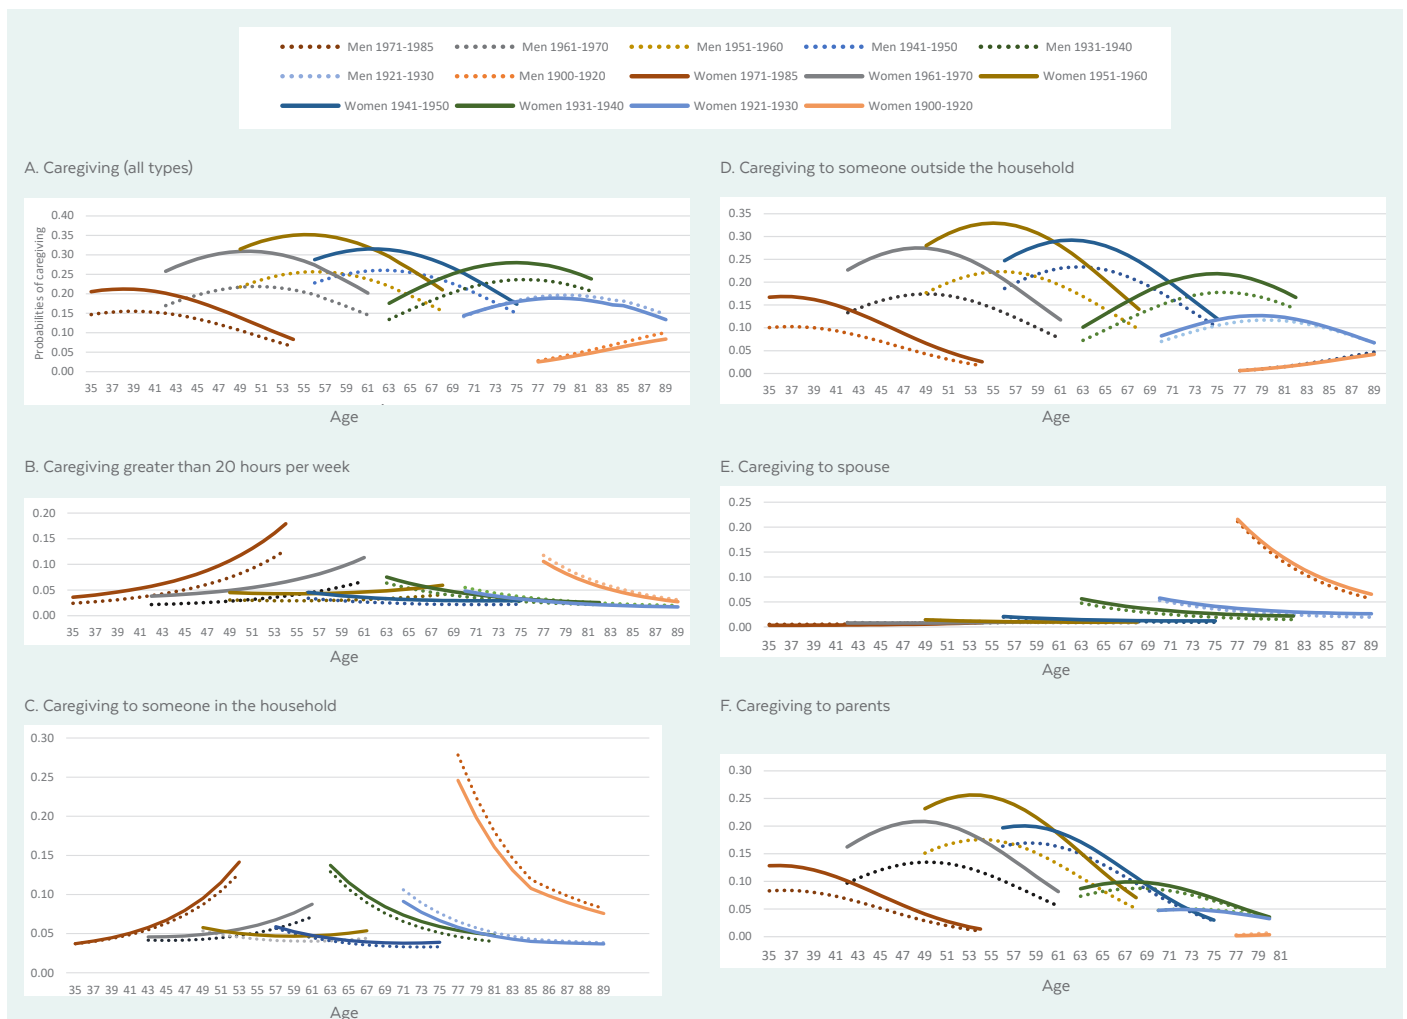 Men 1971-1985 Men 1961-1970 Men 1951-1960 Men 1941-1950 Men 1931-1940
Men 1921-1930 Men 1900-1920 Women 1971-1985 Women 1961-1970 Women 1951-1960
Women 1941-1950 Women 1931-1940 Women 1921-1930 Women 1900-1920
A. Caregiving (all types)
Probabilities of caregiving
0.40
0.35
0.30
0.25
0.20
0.15
0.10
0.05
0.00
35 37 39 41 43 45 47 49 51 53 55 57 59 61 63 65 67 69 71 73 75 77 79 81 83 85 87 89
Age
B. Caregiving greater than 20 hours per week
0.20
0.15
0.10
0.05
0.00
35 37 39 41 43 45 47 49 51 53 55 57 59 61 63 65 67 69 71 73 75 77 79 81 83 85 87 89
Age
C. Caregiving to someone in the household
0.30
0.25
0.20
0.15
0.10
0.05
0.00
35 37 39 41 43 45 47 49 51 53 55 57 59 61 63 65 67 69 71 73 75 77 79 81 83 85 86 87 88 89
Age
D. Caregiving to someone outside the household
0.35
0.30
0.25
0.20
0.15
0.10
0.05
0.00
35 37 39 41 43 45 47 49 51 53 55 57 59 61 63 65 67 69 71 73 75 77 79 81 83 85 87 89
Age
E. Caregiving to spouse
0.25
0.20
0.15
0.10
0.05
0.00
35 37 39 41 43 45 47 49 51 53 55 57 59 61 63 65 67 69 71 73 75 77 79 81 83 85 87 89
Age
F. Caregiving to parents
0.30
0.25
0.20
0.15
0.10
0.05
0.00
35 37 39 41 43 45 47 49 51 53 55 57 59 61 63 65 67 69 71 73 75 77 79 81
Age